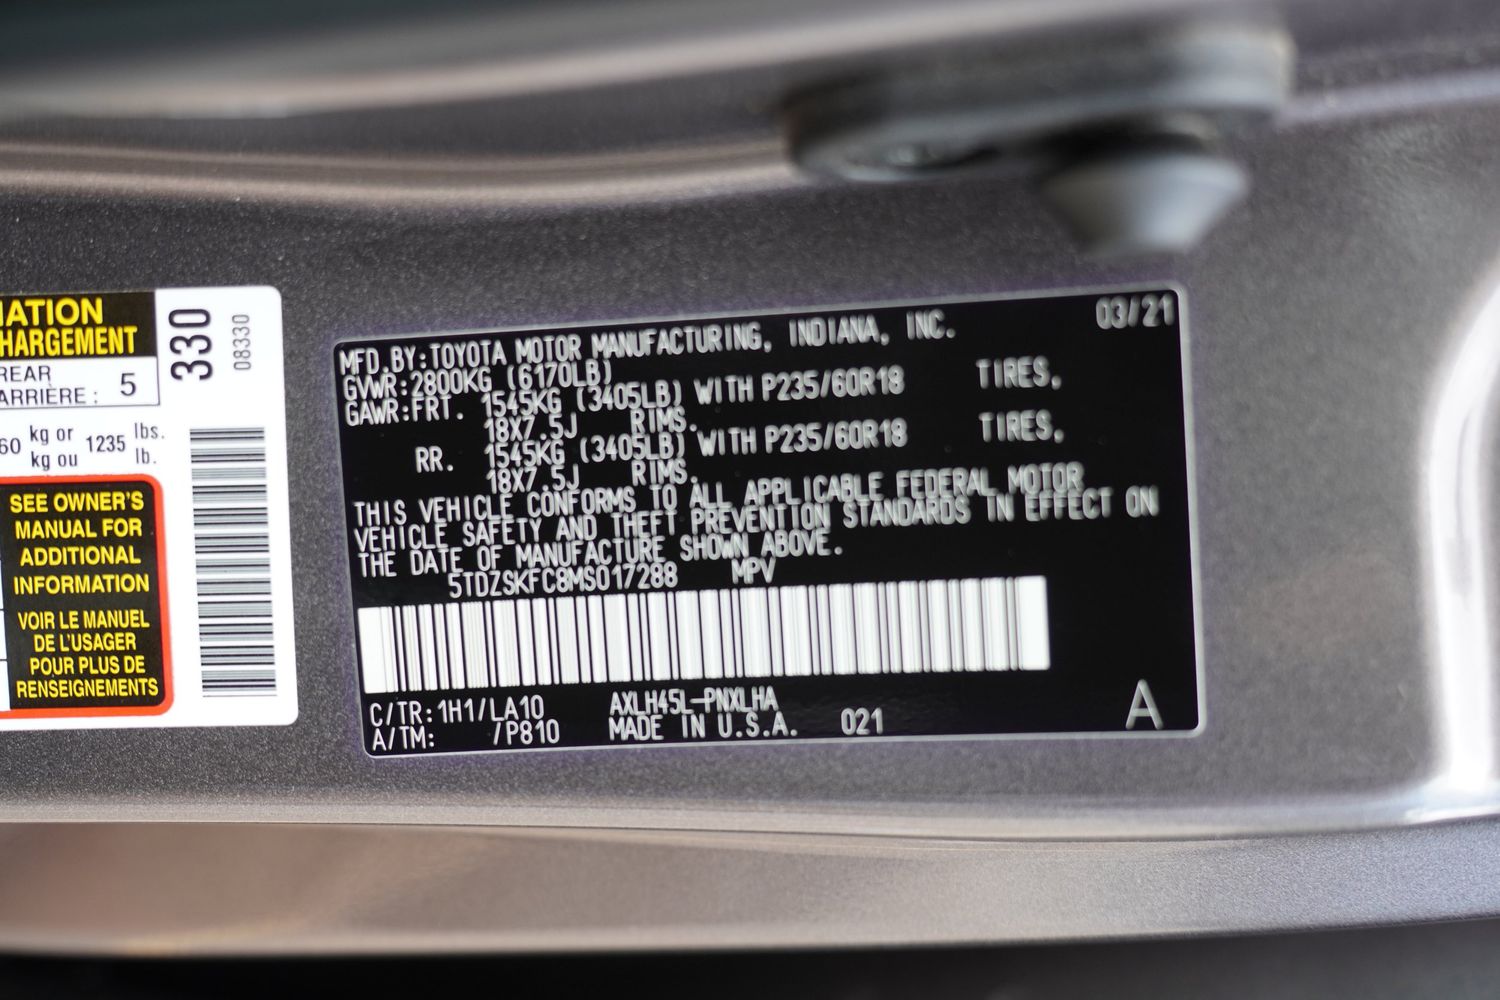 IATION
HARGEMENT
REAR
ARRIÈRE : 5
60 kg or 1235 lbs.
kg ou lb.
SEE OWNER'S
MANUAL FOR
ADDITIONAL
INFORMATION
VOIR LE MANUEL
DE L'USAGER
POUR PLUS DE
RENSEIGNEMENTS
330
08330
03/21
MFD.BY:TOYOTA MOTOR MANUFACTURING, INDIANA, INC.
GVWR:2800KG (6170LB)
GAWR:FRT. 1545KG (3405LB) WITH P235/60R18 TIRES,
18X7.5J RIMS.
RR. 1545KG (3405LB) WITH P235/60R18 TIRES,
18X7.5J RIMS.
THIS VEHICLE CONFORMS TO ALL APPLICABLE FEDERAL MOTOR
VEHICLE SAFETY AND THEFT PREVENTION STANDARDS IN EFFECT ON
THE DATE OF MANUFACTURE SHOWN ABOVE.
5TDZSKFC8MS017288 MPV
C/TR:1H1/LA10 AXLH45L-PNXLHA
A/TM: /P810 MADE IN U.S.A. 021
A